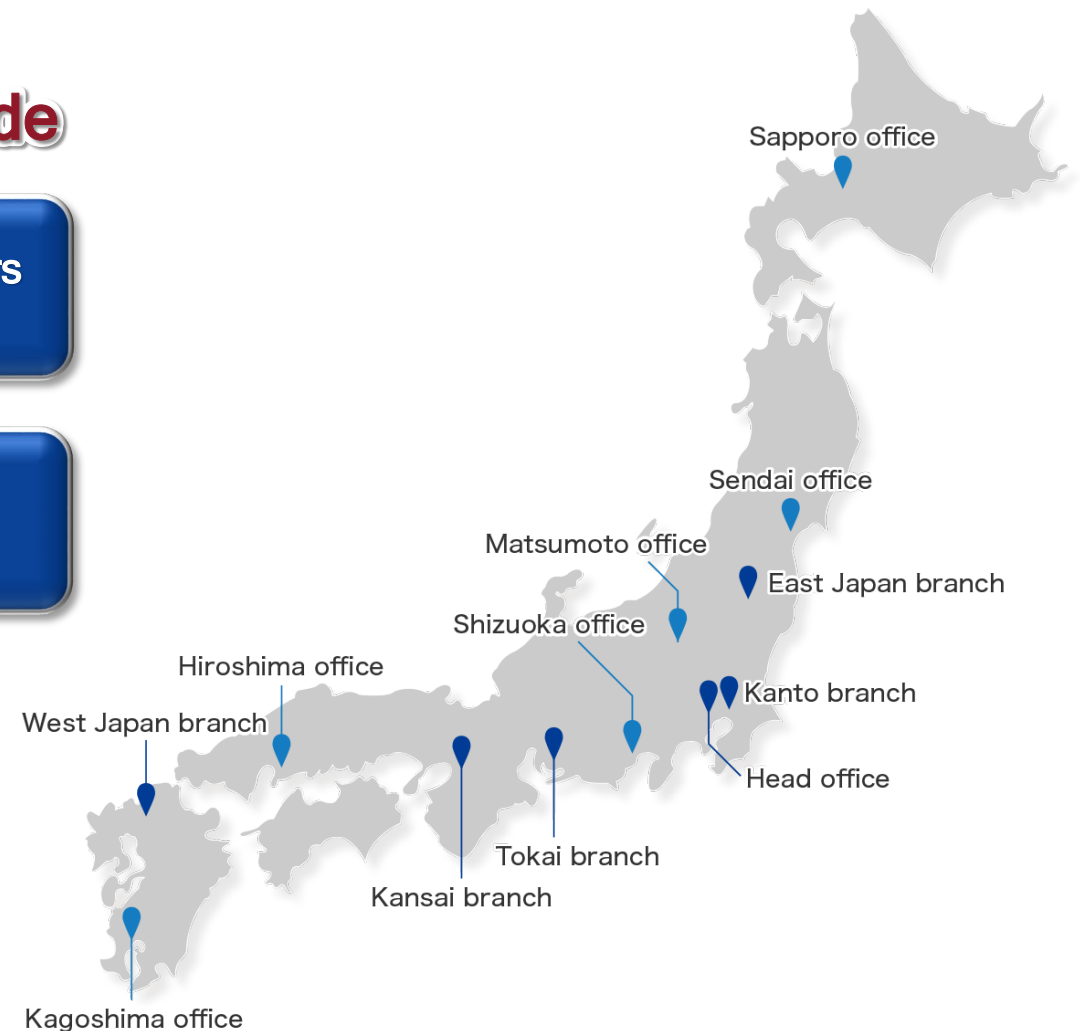 de
Sapporo office
Sendai office
Matsumoto office
East Japan branch
Shizuoka office
Hiroshima office
Kanto branch
West Japan branch
Head office
Tokai branch
Kansai branch
Kagoshima office